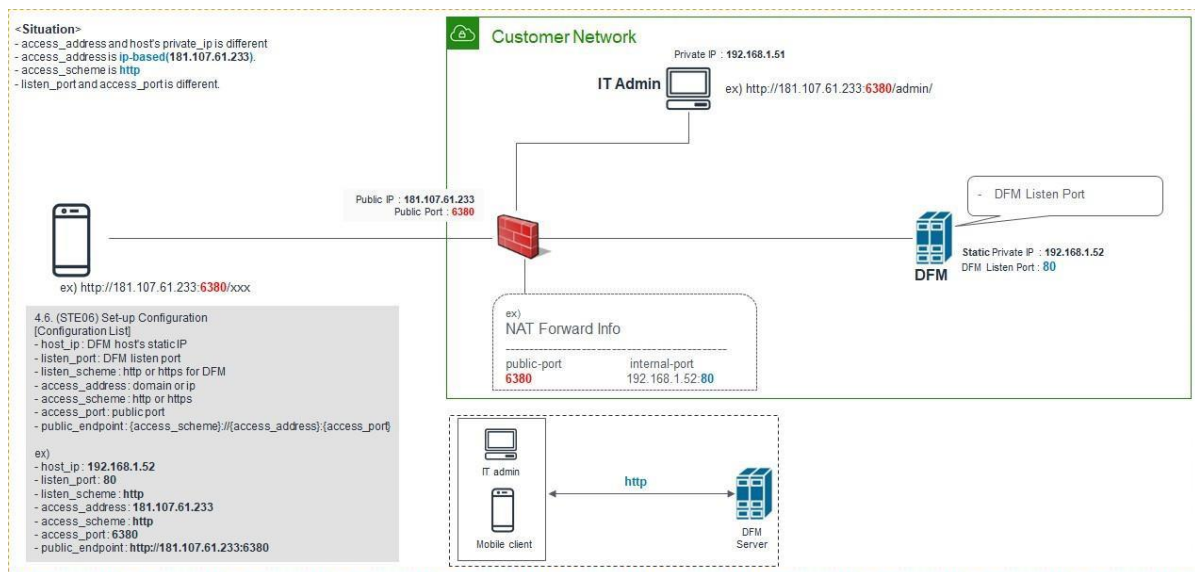 <Situation>
- access_address and host's private_ip is different
- access_address is ip-based(181.107.61.233).
- access_scheme is http
- listen_port and access_port is different.
Customer Network
Private IP : 192.168.1.51
IT Admin
ex) http://181.107.61.233:6380/admin/
Public IP : 181.107.61.233
Public Port : 6380
- DFM Listen Port
Static Private IP : 192.168.1.52
DFM Listen Port : 80
DFM
ex) http://181.107.61.233:6380/xxx
ex)
NAT Forward Info
public-port internal-port
6380 192.168.1.52:80
4.6. (STE06) Set-up Configuration
[Configuration List]
- host_ip : DFM host's static IP
- listen_port : DFM listen port
- listen_scheme : http or https for DFM
- access_address : domain or ip
- access_scheme : http or https
- access_port : public port
- public_endpoint : {access_scheme}://{access_address}:{access_port}
ex)
- host_ip : 192.168.1.52
- listen_port : 80
- listen_scheme : http
- access_address : 181.107.61.233
- access_scheme : http
- access_port : 6380
- public_endpoint : http://181.107.61.233:6380
IT admin
http
Mobile client
DFM
Server